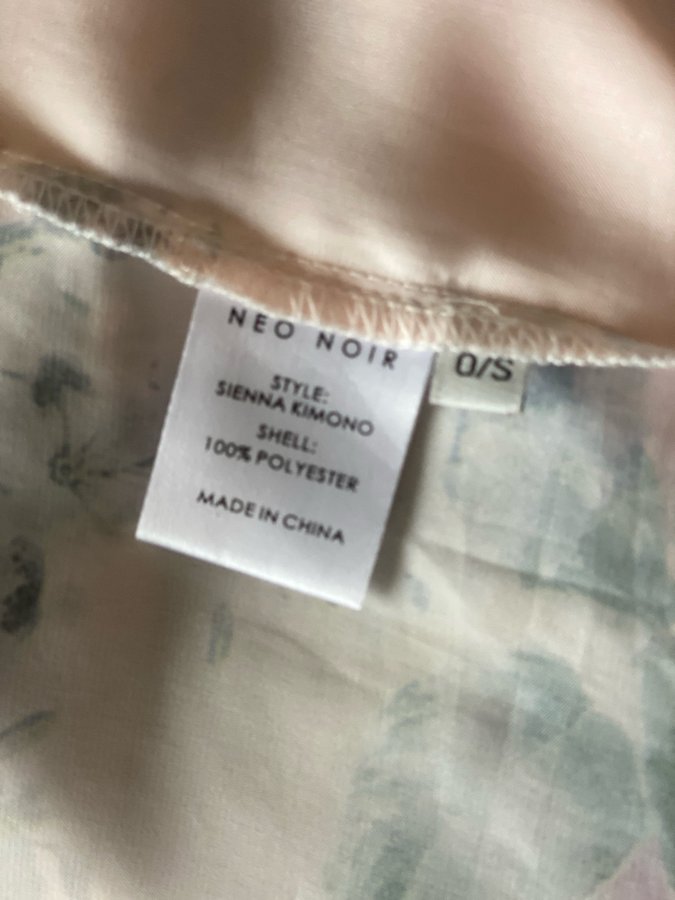 NEO NOIR
STYLE:
SIENNA KIMONO
SHELL:
100% POLYESTER
MADE IN CHINA
O/S